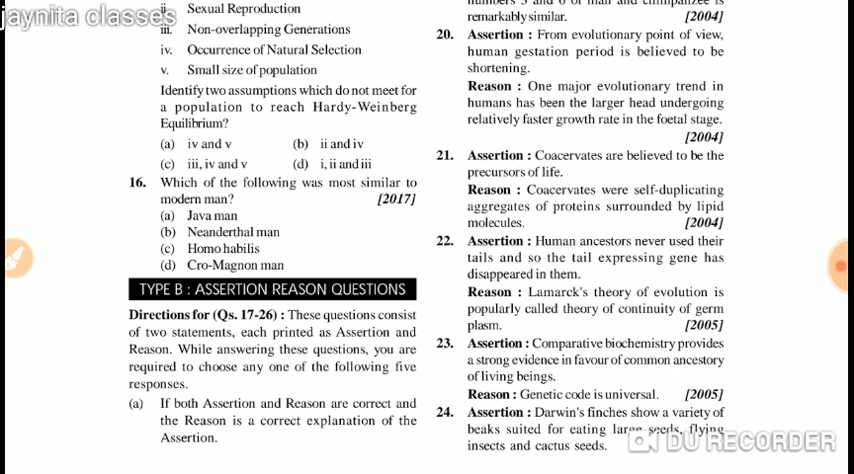 jaynita classes
ii. Sexual Reproduction
iii. Non-overlapping Generations
iv. Occurrence of Natural Selection
v. Small size of population
Identify two assumptions which do not meet for
a population to reach Hardy-Weinberg
Equilibrium?
(a) iv and v (b) ii and iv
(c) iii, iv and v (d) i, ii and iii
16. Which of the following was most similar to
modern man? [2017]
(a) Java man
(b) Neanderthal man
(c) Homo habilis
(d) Cro-Magnon man
TYPE B : ASSERTION REASON QUESTIONS
Directions for (Qs. 17-26) : These questions consist
of two statements, each printed as Assertion and
Reason. While answering these questions, you are
required to choose any one of the following five
responses.
(a) If both Assertion and Reason are correct and
the Reason is a correct explanation of the
Assertion.
numbers 3 and 6 of man and chimpanzee is
remarkably similar. [2004]
20. Assertion : From evolutionary point of view,
human gestation period is believed to be
shortening.
Reason : One major evolutionary trend in
humans has been the larger head undergoing
relatively faster growth rate in the foetal stage.
[2004]
21. Assertion : Coacervates are believed to be the
precursors of life.
Reason : Coacervates were self-duplicating
aggregates of proteins surrounded by lipid
molecules. [2004]
22. Assertion : Human ancestors never used their
tails and so the tail expressing gene has
disappeared in them.
Reason : Lamarck's theory of evolution is
popularly called theory of continuity of germ
plasm. [2005]
23. Assertion : Comparative biochemistry provides
a strong evidence in favour of common ancestory
of living beings.
Reason : Genetic code is universal. [2005]
24. Assertion : Darwin's finches show a variety of
beaks suited for eating large seeds, flying
insects and cactus seeds.
DU RECORDER